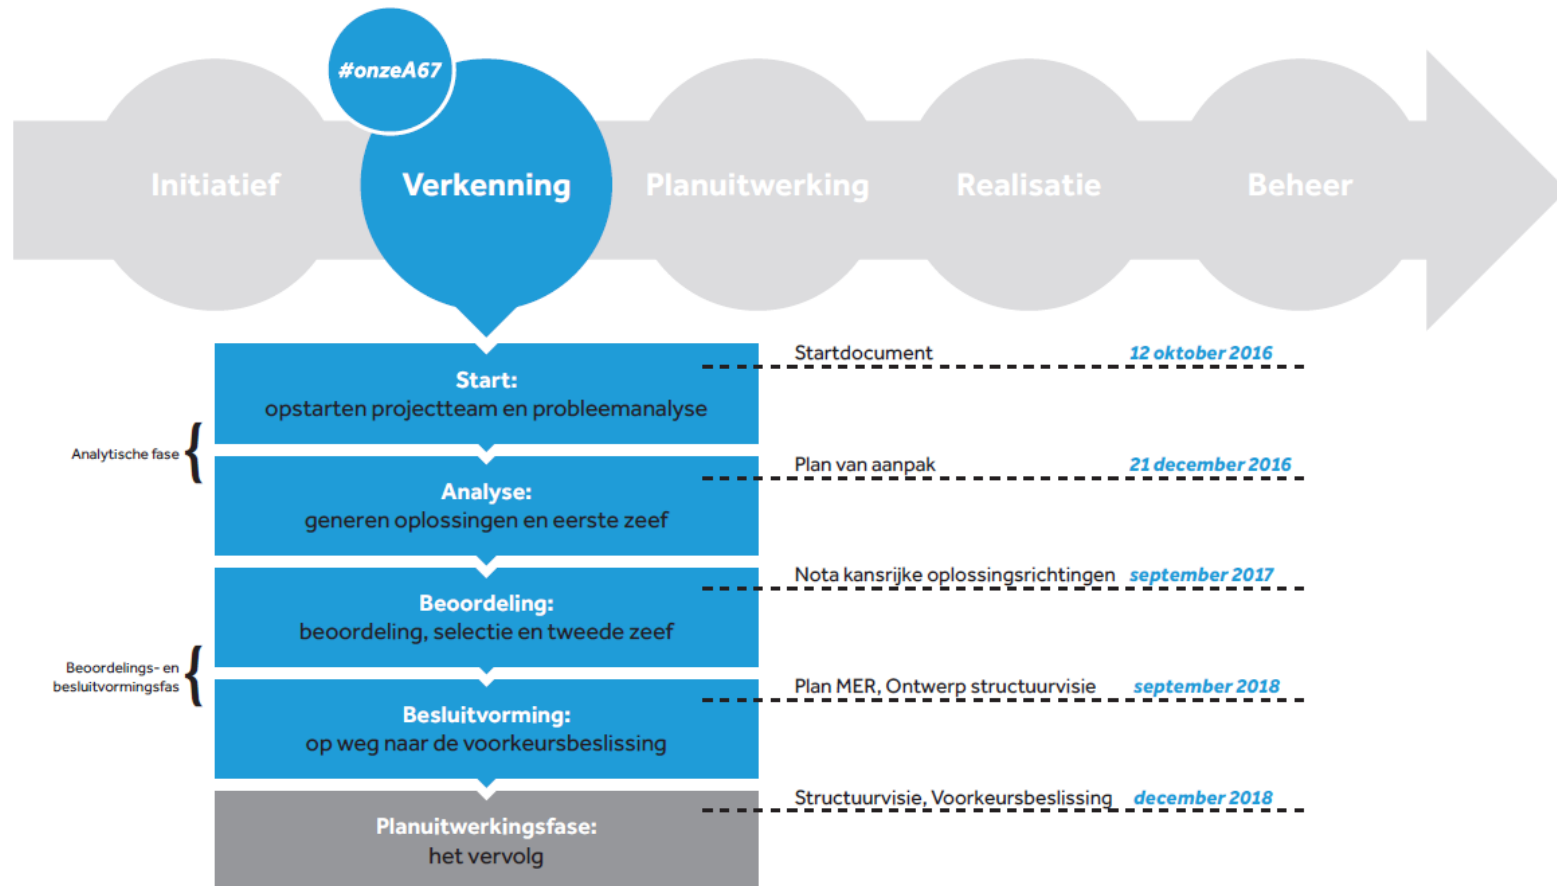 #onzeA67
Initiatief
Verkenning
Planuitwerking
Realisatie
Beheer
Start:
opstarten projectteam en probleemanalyse
Startdocument
12 oktober 2016
Analytische fase
Plan van aanpak
21 december 2016
Analyse:
generen oplossingen en eerste zeef
Nota kansrijke oplossingsrichtingen
september 2017
Beoordeling:
beoordeling, selectie en tweede zeef
Beoordelings- en
besluitvormingsfas
Plan MER, Ontwerp structuurvisie
september 2018
Besluitvorming:
op weg naar de voorkeursbeslissing
Structuurvisie, Voorkeursbeslissing
december 2018
Planuitwerkingsfase:
het vervolg